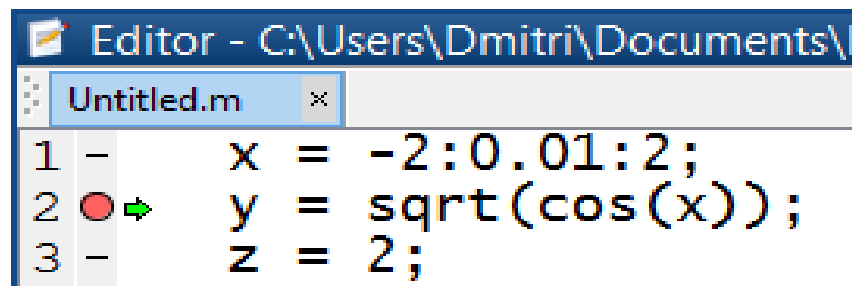 Editor - C:\Users\Dmitri\Documents\
Untitled.m ×
1 - x = -2:0.01:2;
2 y = sqrt(cos(x));
3 - z = 2;